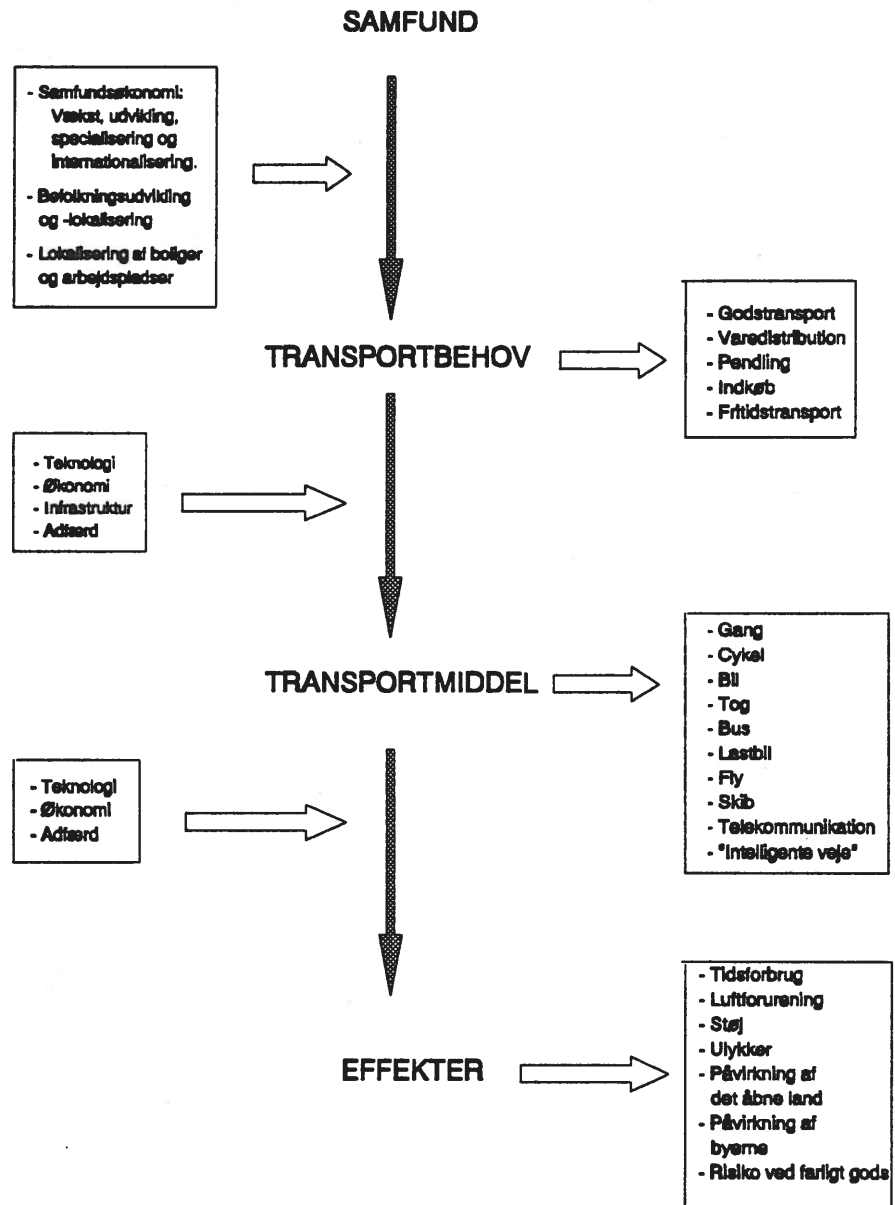 SAMFUND
- Samfundsøkonomi:
Vækst, udvikling,
specialisering og
internationalisering.
- Befolkningsudvikling
og -lokalisering
- Lokalisering af boliger
og arbejdspladser
TRANSPORTBEHOV
- Godstransport
- Varedistribution
- Pendling
- Indkøb
- Fritidstransport
- Teknologi
- Økonomi
- Infrastruktur
- Adfærd
TRANSPORTMIDDEL
- Gang
- Cykel
- Bil
- Tog
- Bus
- Lastbil
- Fly
- Skib
- Telekommunikation
- "Intelligente veje"
- Teknologi
- Økonomi
- Adfærd
EFFEKTER
- Tidsforbrug
- Luftforurening
- Støj
- Ulykker
- Påvirkning af
det åbne land
- Påvirkning af
byerne
- Risiko ved farligt gods